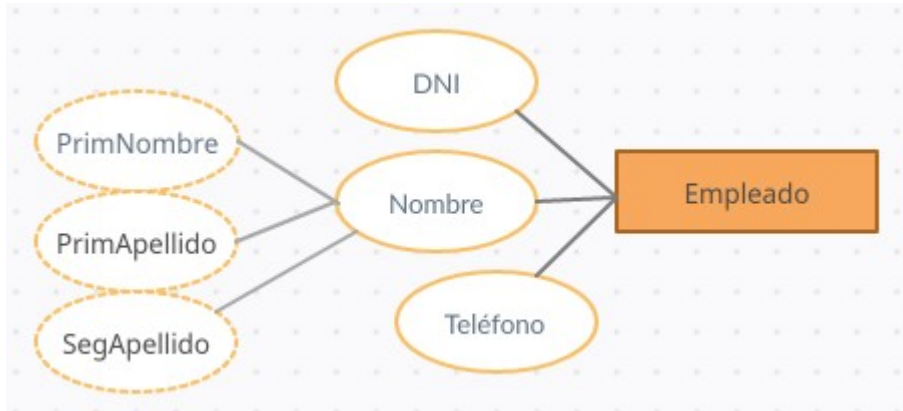 DNI
PrimNombre
Nombre
Empleado
PrimApellido
Teléfono
SegApellido